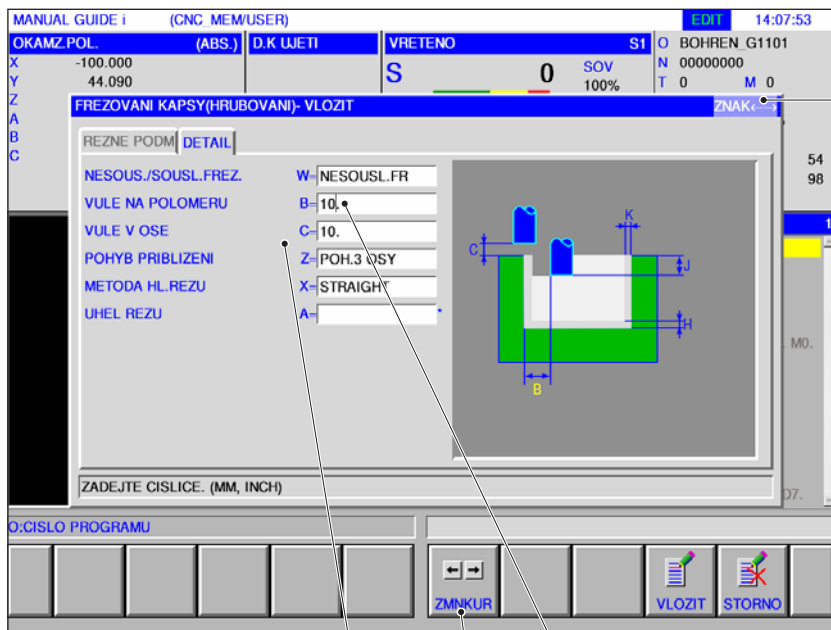 MANUAL GUIDE i (CNC_MEM/USER) EDIT 14:07:53
OKAMZ.POL. (ABS.) D.K UJETI VRETENO S1 O BOHREN_G1101
X -100.000 N 00000000
Y 44.090 S 0 SOV 100% T 0 M 0
Z
A
B
C
54
98
FREZOVANI KAPSY(HRUBOVANI)- VLOZIT ZNAK<-->
REZNE PODM DETAIL
NESOUS./SOUSL.FREZ. W= NESOUSL.FR
VULE NA POLOMERU B= 10.
VULE V OSE C= 10.
POHYB PRIBLIZENI Z= POH.3 OSY
METODA HL.REZU X= STRAIGHT
UHEL REZU A= *
C K J H B
ZADEJTE CISLICE. (MM, INCH)
1
M0.
D7.
O:CISLO PROGRAMU
ZMNKUR VLOZIT STORNO